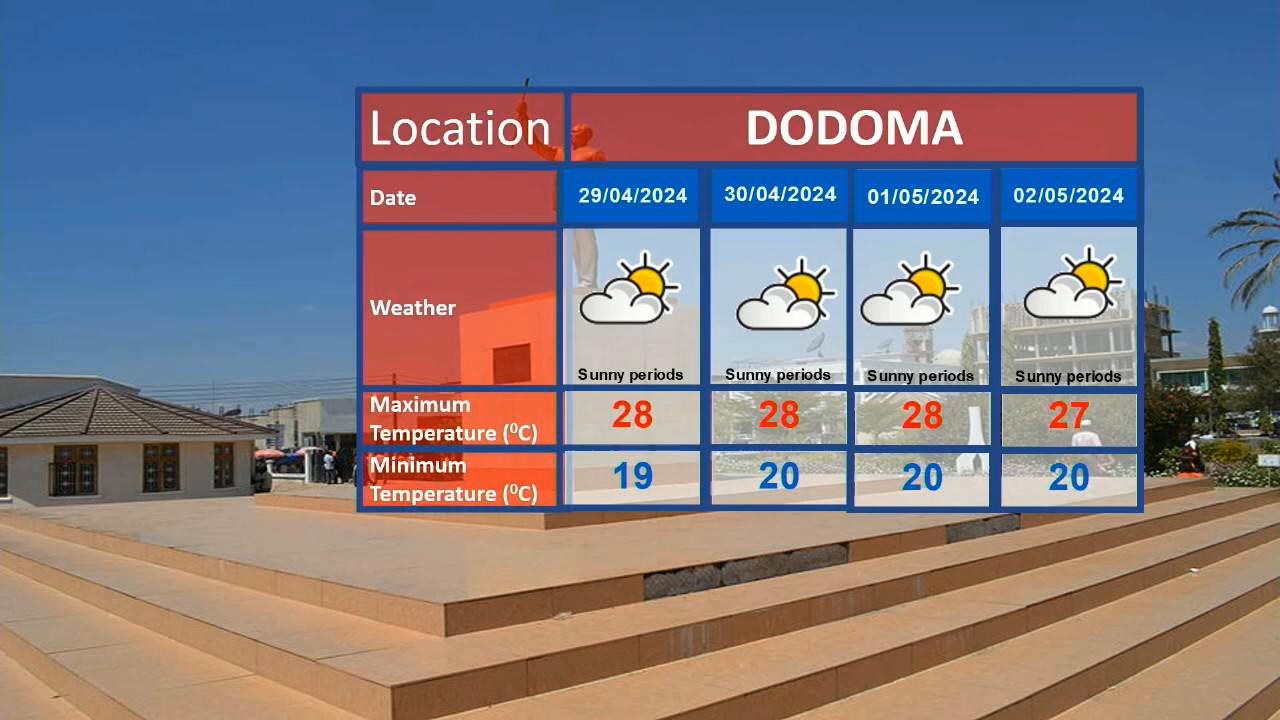 Location DODOMA
Date 29/04/2024 30/04/2024 01/05/2024 02/05/2024
Weather Sunny periods Sunny periods Sunny periods Sunny periods
Maximum
Temperature (⁰C) 28 28 28 27
Minimum
Temperature (⁰C) 19 20 20 20